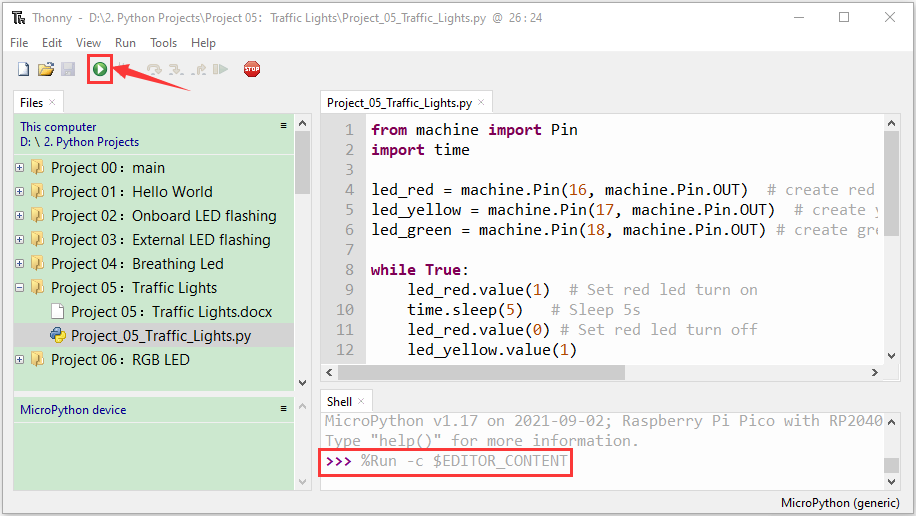 Thonny - D:\2. Python Projects\Project 05：Traffic Lights\Project_05_Traffic_Lights.py @ 26 : 24
File Edit View Run Tools Help
STOP
Files ×
This computer
D: \ 2. Python Projects
Project 00：main
Project 01：Hello World
Project 02：Onboard LED flashing
Project 03：External LED flashing
Project 04：Breathing Led
Project 05：Traffic Lights
Project 05：Traffic Lights.docx
Project_05_Traffic_Lights.py
Project 06：RGB LED
MicroPython device
Project_05_Traffic_Lights.py ×
1 from machine import Pin
2 import time
3
4 led_red = machine.Pin(16, machine.Pin.OUT)  # create red
5 led_yellow = machine.Pin(17, machine.Pin.OUT)  # create y
6 led_green = machine.Pin(18, machine.Pin.OUT) # create gre
7
8 while True:
9     led_red.value(1)  # Set red led turn on
10     time.sleep(5)   # Sleep 5s
11     led_red.value(0) # Set red led turn off
12     led_yellow.value(1)
Shell ×
MicroPython v1.17 on 2021-09-02; Raspberry Pi Pico with RP2040
Type "help()" for more information.
>>> %Run -c $EDITOR_CONTENT
MicroPython (generic)